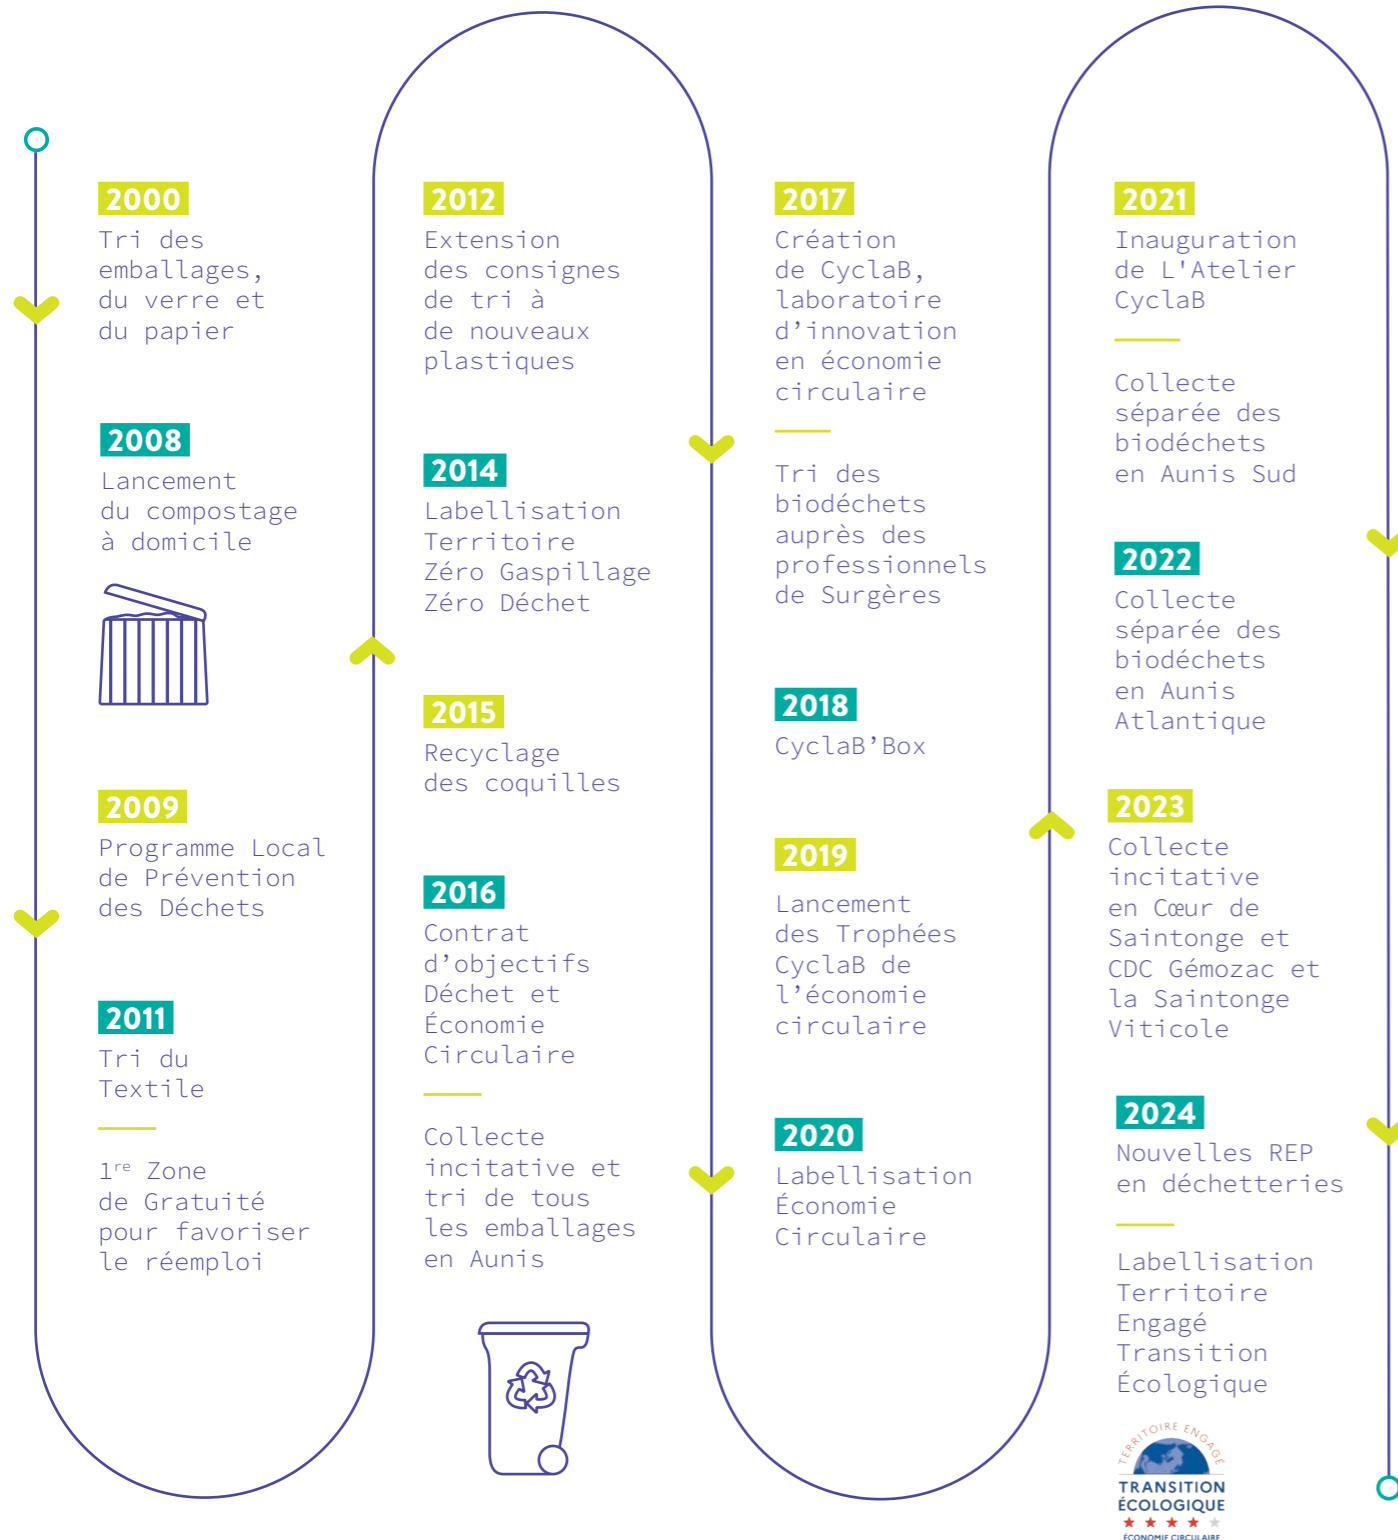 2000
Tri des
emballages,
du verre et
du papier
2008
Lancement
du compostage
à domicile
2009
Programme Local
de Prévention
des Déchets
2011
Tri du
Textile
1re Zone
de Gratuité
pour favoriser
le réemploi
2012
Extension
des consignes
de tri à
de nouveaux
plastiques
2014
Labellisation
Territoire
Zéro Gaspillage
Zéro Déchet
2015
Recyclage
des coquilles
2016
Contrat
d’objectifs
Déchet et
Économie
Circulaire
Collecte
incitative et
tri de tous
les emballages
en Aunis
2017
Création
de CyclaB,
laboratoire
d’innovation
en économie
circulaire
Tri des
biodéchets
auprès des
professionnels
de Surgères
2018
CyclaB’Box
2019
Lancement
des Trophées
CyclaB de
l’économie
circulaire
2020
Labellisation
Économie
Circulaire
2021
Inauguration
de L'Atelier
CyclaB
Collecte
séparée des
biodéchets
en Aunis Sud
2022
Collecte
séparée des
biodéchets
en Aunis
Atlantique
2023
Collecte
incitative
en Cœur de
Saintonge et
CDC Gémozac et
la Saintonge
Viticole
2024
Nouvelles REP
en déchetteries
Labellisation
Territoire
Engagé
Transition
Écologique
TERRITOIRE ENGAGÉ
TRANSITION
ÉCOLOGIQUE
ÉCONOMIE CIRCULAIRE